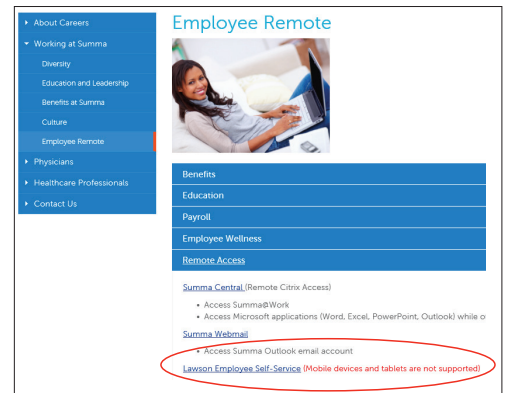 About Careers
Working at Summa
Diversity
Education and Leadership
Benefits at Summa
Culture
Employee Remote
Physicians
Healthcare Professionals
Contact Us
Employee Remote
Benefits
Education
Payroll
Employee Wellness
Remote Access
Summa Central (Remote Citrix Access)
• Access Summa@Work
• Access Microsoft applications (Word, Excel, PowerPoint, Outlook) while o
Summa Webmail
• Access Summa Outlook email account
Lawson Employee Self-Service (Mobile devices and tablets are not supported)